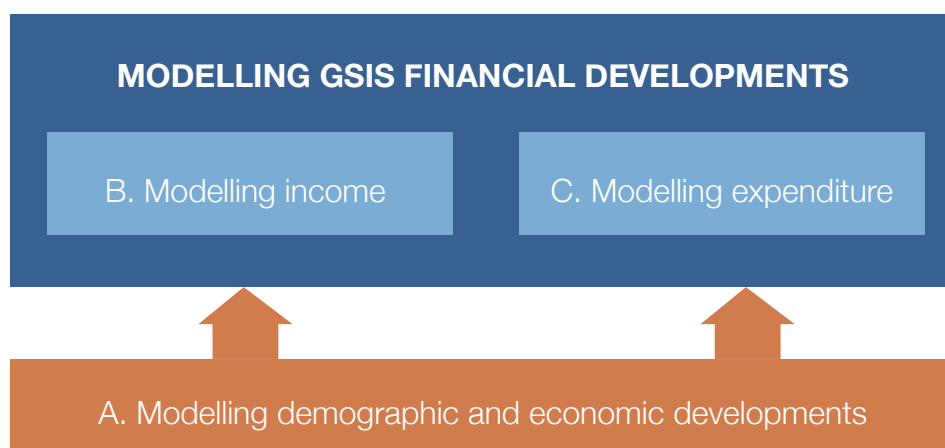 MODELLING GSIS FINANCIAL DEVELOPMENTS
B. Modelling income
C. Modelling expenditure
A. Modelling demographic and economic developments